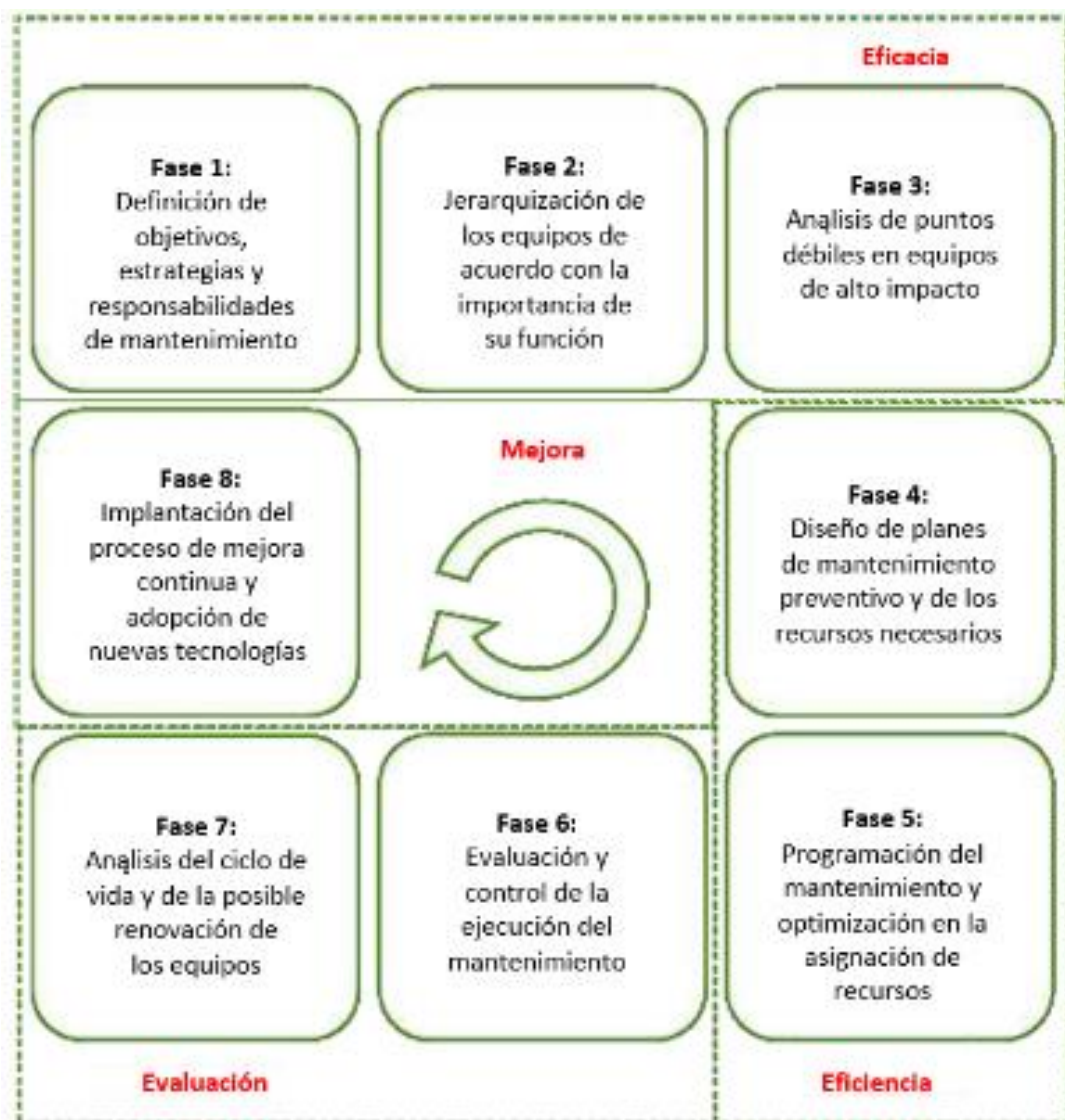 Eficacia
Fase 1:
Definición de
objetivos,
estrategias y
responsabilidades
de mantenimiento
Fase 2:
Jerarquización de
los equipos de
acuerdo con la
importancia de
su función
Fase 3:
Anąlisis de puntos
débiles en equipos
de alto impacto
Fase 8:
Implantación del
proceso de mejora
continua y
adopción de
nuevas tecnologías
Mejora
Fase 4:
Diseño de planes
de mantenimiento
preventivo y de los
recursos necesarios
Fase 7:
Anąlisis del ciclo de
vida y de la posible
renovación de
los equipos
Fase 6:
Evaluación y
control de la
ejecución del
mantenimiento
Fase 5:
Programación del
mantenimiento y
optimización en la
asignación de
recursos
Evaluación
Eficiencia